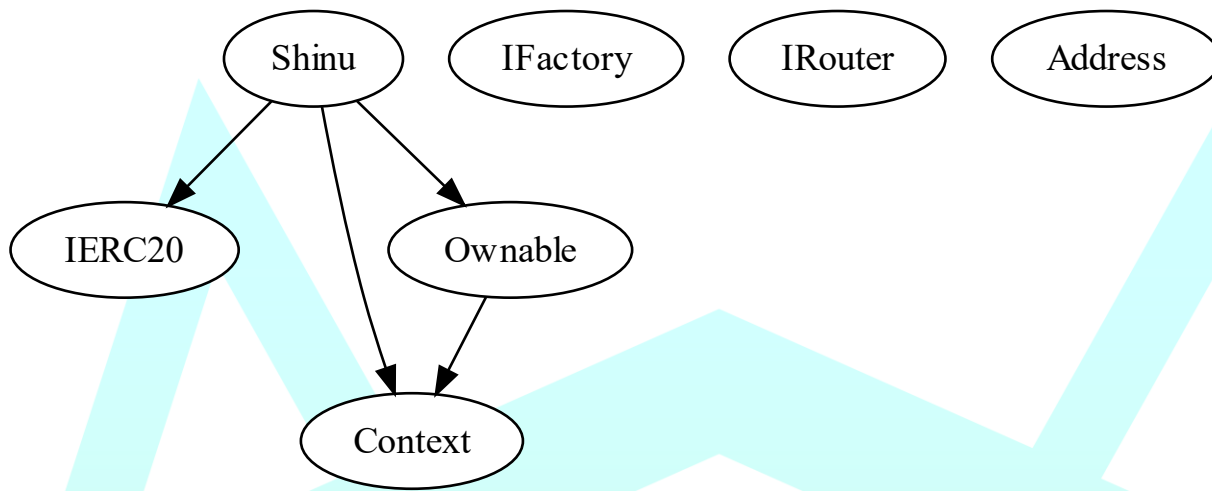 Shinu
IFactory
IRouter
Address
IERC20
Ownable
Context